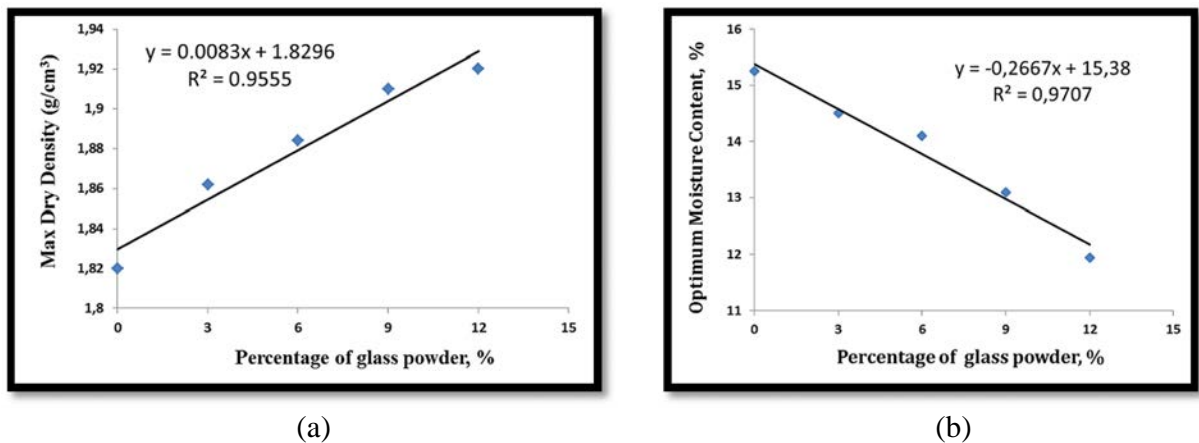 1,94
1,92
1,9
1,88
1,86
1,84
1,82
1,8
0
3
6
9
12
15
y = 0.0083x + 1.8296
R² = 0.9555
Max Dry Density (g/cm³)
Percentage of glass powder, %
(a)
16
15
14
13
12
11
0
3
6
9
12
15
y = -0,2667x + 15,38
R² = 0,9707
Optimum Moisture Content, %
Percentage of glass powder, %
(b)